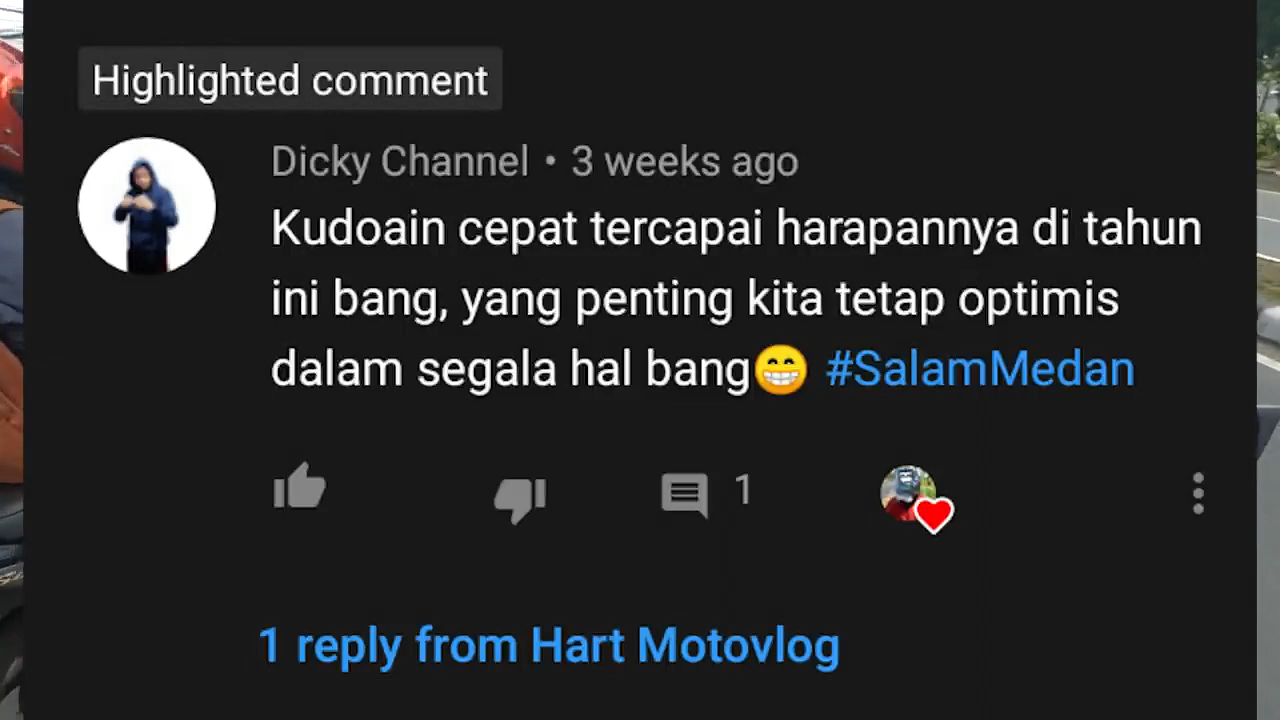 Highlighted comment
Dicky Channel • 3 weeks ago
Kudoain cepat tercapai harapannya di tahun
ini bang, yang penting kita tetap optimis
dalam segala hal bang😁 #SalamMedan
1
1 reply from Hart Motovlog